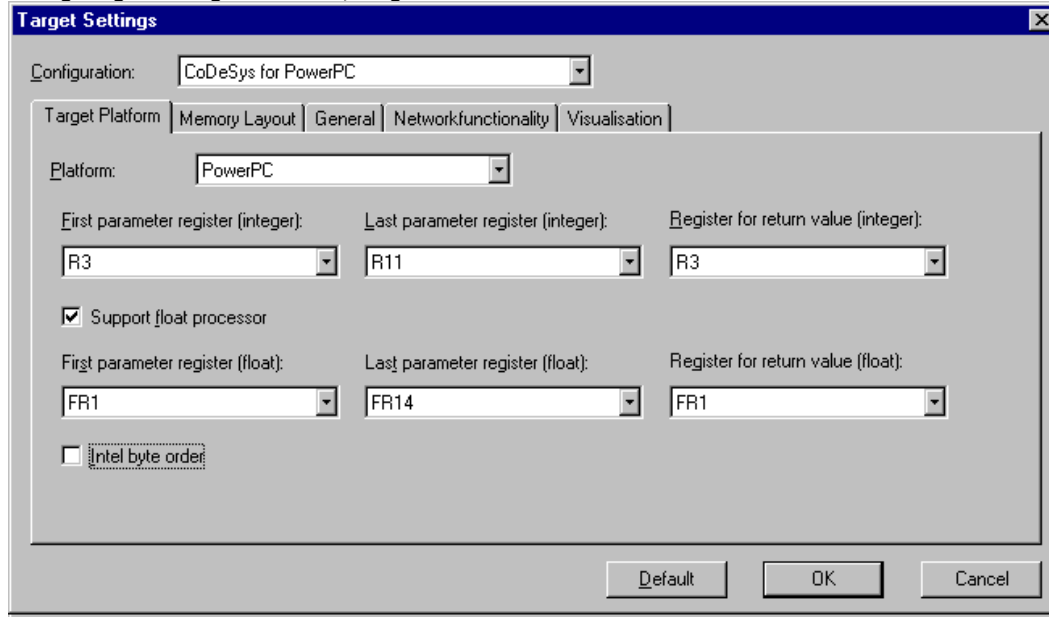 Target Settings
Configuration: CoDeSys for PowerPC
Target Platform Memory Layout General Networkfunctionality Visualisation
Platform: PowerPC
First parameter register (integer): Last parameter register (integer): Register for return value (integer):
R3 R11 R3
Support float processor
First parameter register (float): Last parameter register (float): Register for return value (float):
FR1 FR14 FR1
Intel byte order
Default OK Cancel